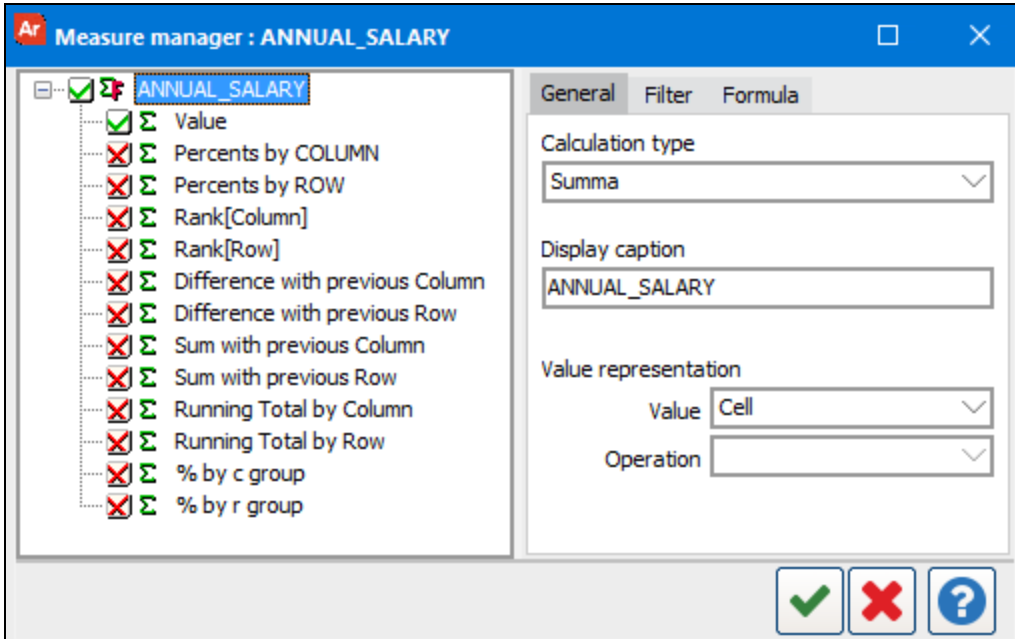 Ar Measure manager : ANNUAL_SALARY
ANNUAL_SALARY
Value
Percents by COLUMN
Percents by ROW
Rank[Column]
Rank[Row]
Difference with previous Column
Difference with previous Row
Sum with previous Column
Sum with previous Row
Running Total by Column
Running Total by Row
% by c group
% by r group
General Filter Formula
Calculation type
Summa
Display caption
ANNUAL_SALARY
Value representation
Value Cell
Operation